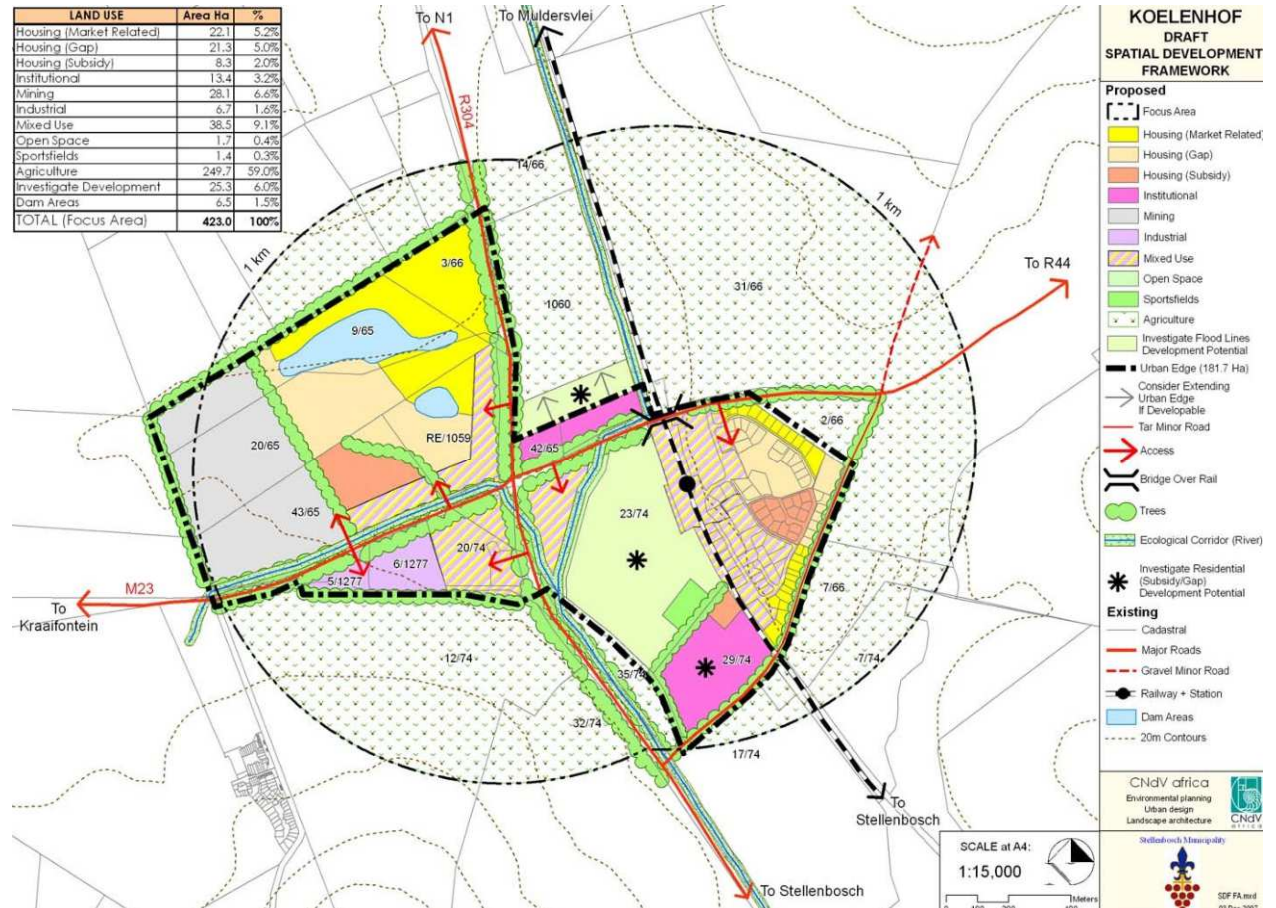 LAND USE Area Ha %
Housing (Market Related) 22.1 5.2%
Housing (Gap) 21.3 5.0%
Housing (Subsidy) 8.3 2.0%
Institutional 13.4 3.2%
Mining 28.1 6.6%
Industrial 6.7 1.6%
Mixed Use 38.5 9.1%
Open Space 1.7 0.4%
Sportsfields 1.4 0.3%
Agriculture 249.7 59.0%
Investigate Development 25.3 6.0%
Dam Areas 6.5 1.5%
TOTAL (Focus Area) 423.0 100%
To N1
To Muldersvlei
R304
14/66
1 km
1 km
3/66
To R44
31/66
1060
9/65
2/66
RE/1059
42/65
20/65
23/74
43/65
20/74
6/1277
5/1277
7/66
M23
To
Kraaifontein
12/74
29/74
7/74
35/74
32/74
17/74
To
Stellenbosch
To Stellenbosch
KOELENHOF
DRAFT
SPATIAL DEVELOPMENT
FRAMEWORK
Proposed
Focus Area
Housing (Market Related)
Housing (Gap)
Housing (Subsidy)
Institutional
Mining
Industrial
Mixed Use
Open Space
Sportsfields
Agriculture
Investigate Flood Lines
Development Potential
Urban Edge (181.7 Ha)
Consider Extending
Urban Edge
If Developable
Tar Minor Road
Access
Bridge Over Rail
Trees
Ecological Corridor (River)
Investigate Residential
(Subsidy/Gap)
Development Potential
Existing
Cadastral
Major Roads
Gravel Minor Road
Railway + Station
Dam Areas
20m Contours
CNdV africa
Environmental planning
Urban design
Landscape architecture
CNdV
africa
Stellenbosch Municipality
SDF FA.mxd
SCALE at A4:
1:15,000
Meters